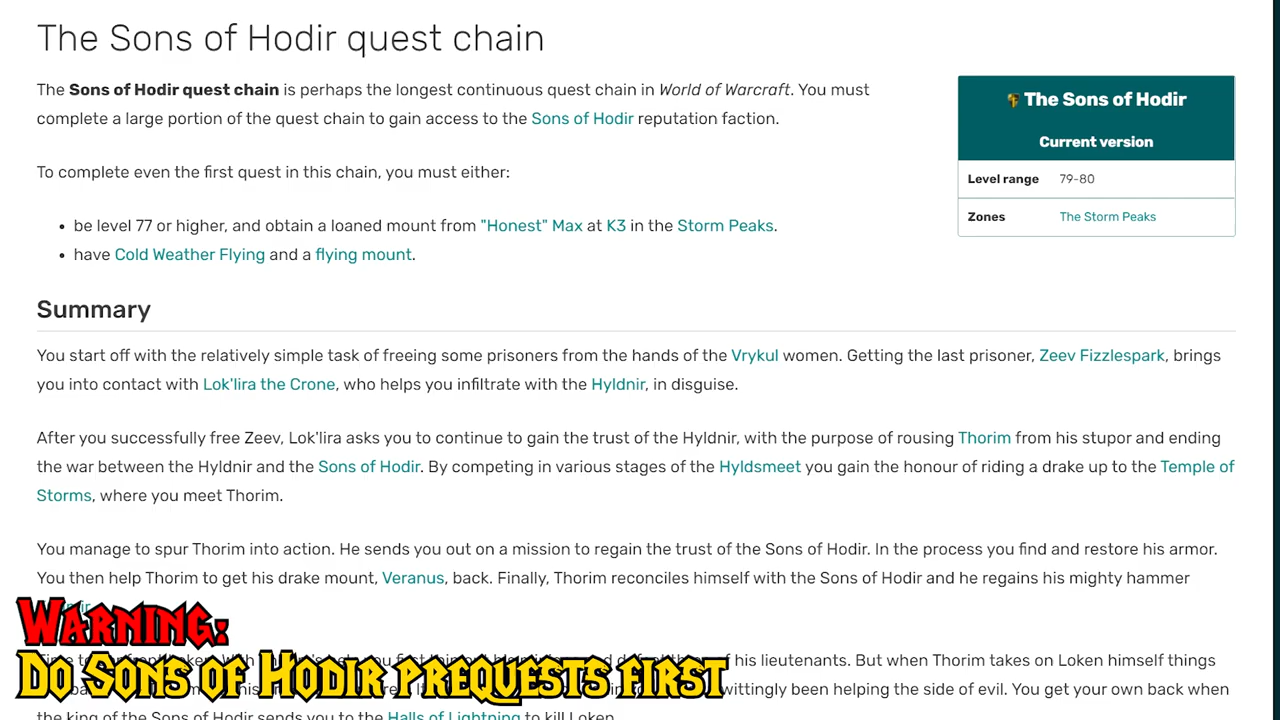 The Sons of Hodir quest chain
The Sons of Hodir quest chain is perhaps the longest continuous quest chain in World of Warcraft. You must
complete a large portion of the quest chain to gain access to the Sons of Hodir reputation faction.
The Sons of Hodir
Current version
Level range 79-80
Zones The Storm Peaks
To complete even the first quest in this chain, you must either:
• be level 77 or higher, and obtain a loaned mount from "Honest" Max at K3 in the Storm Peaks.
• have Cold Weather Flying and a flying mount.
Summary
You start off with the relatively simple task of freeing some prisoners from the hands of the Vrykul women. Getting the last prisoner, Zeev Fizzlespark, brings
you into contact with Lok'lira the Crone, who helps you infiltrate with the Hyldnir, in disguise.
After you successfully free Zeev, Lok'lira asks you to continue to gain the trust of the Hyldnir, with the purpose of rousing Thorim from his stupor and ending
the war between the Hyldnir and the Sons of Hodir. By competing in various stages of the Hyldsmeet you gain the honour of riding a drake up to the Temple of
Storms, where you meet Thorim.
You manage to spur Thorim into action. He sends you out on a mission to regain the trust of the Sons of Hodir. In the process you find and restore his armor.
You then help Thorim to get his drake mount, Veranus, back. Finally, Thorim reconciles himself with the Sons of Hodir and he regains his mighty hammer
Warning:
his lieutenants. But when Thorim takes on Loken himself things
Do Sons of Hodir prequests first
wittingly been helping the side of evil. You get your own back when
the king of the Sons of Hodir sends you to the Halls of Lightning to kill Loken.